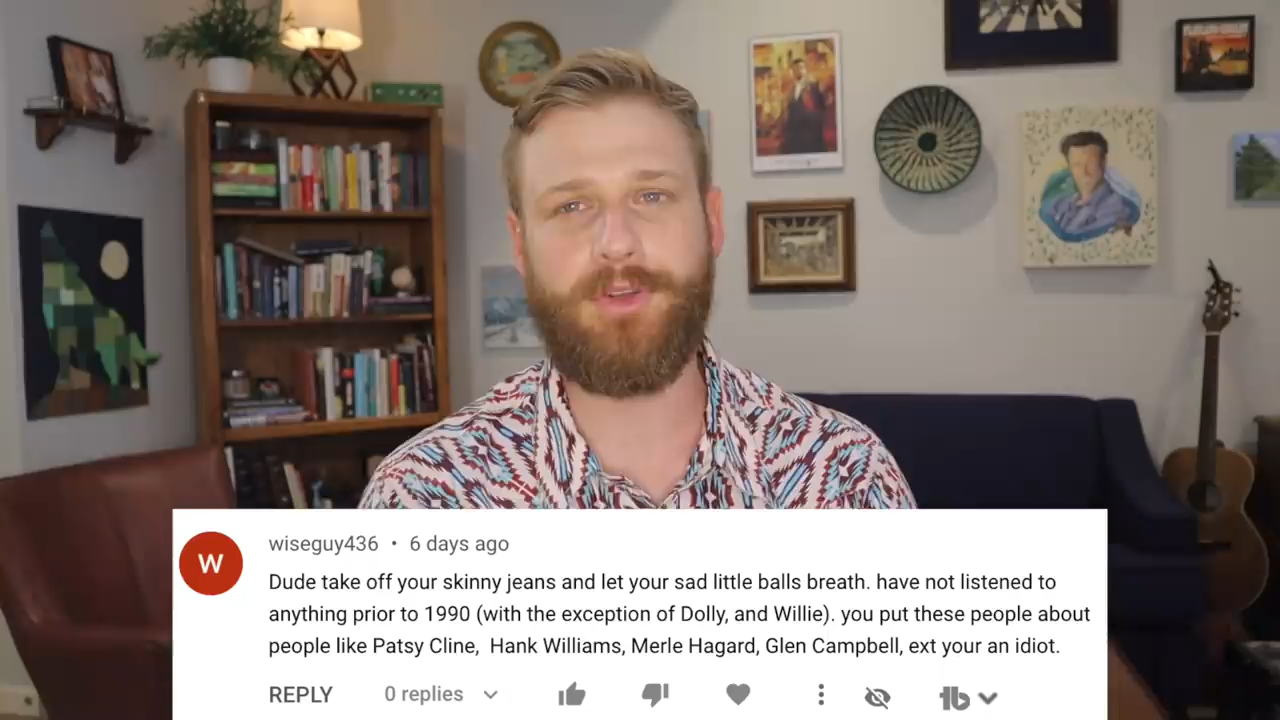 W
wiseguy436 • 6 days ago
Dude take off your skinny jeans and let your sad little balls breath. have not listened to
anything prior to 1990 (with the exception of Dolly, and Willie). you put these people about
people like Patsy Cline,  Hank Williams, Merle Hagard, Glen Campbell, ext your an idiot.
REPLY 0 replies